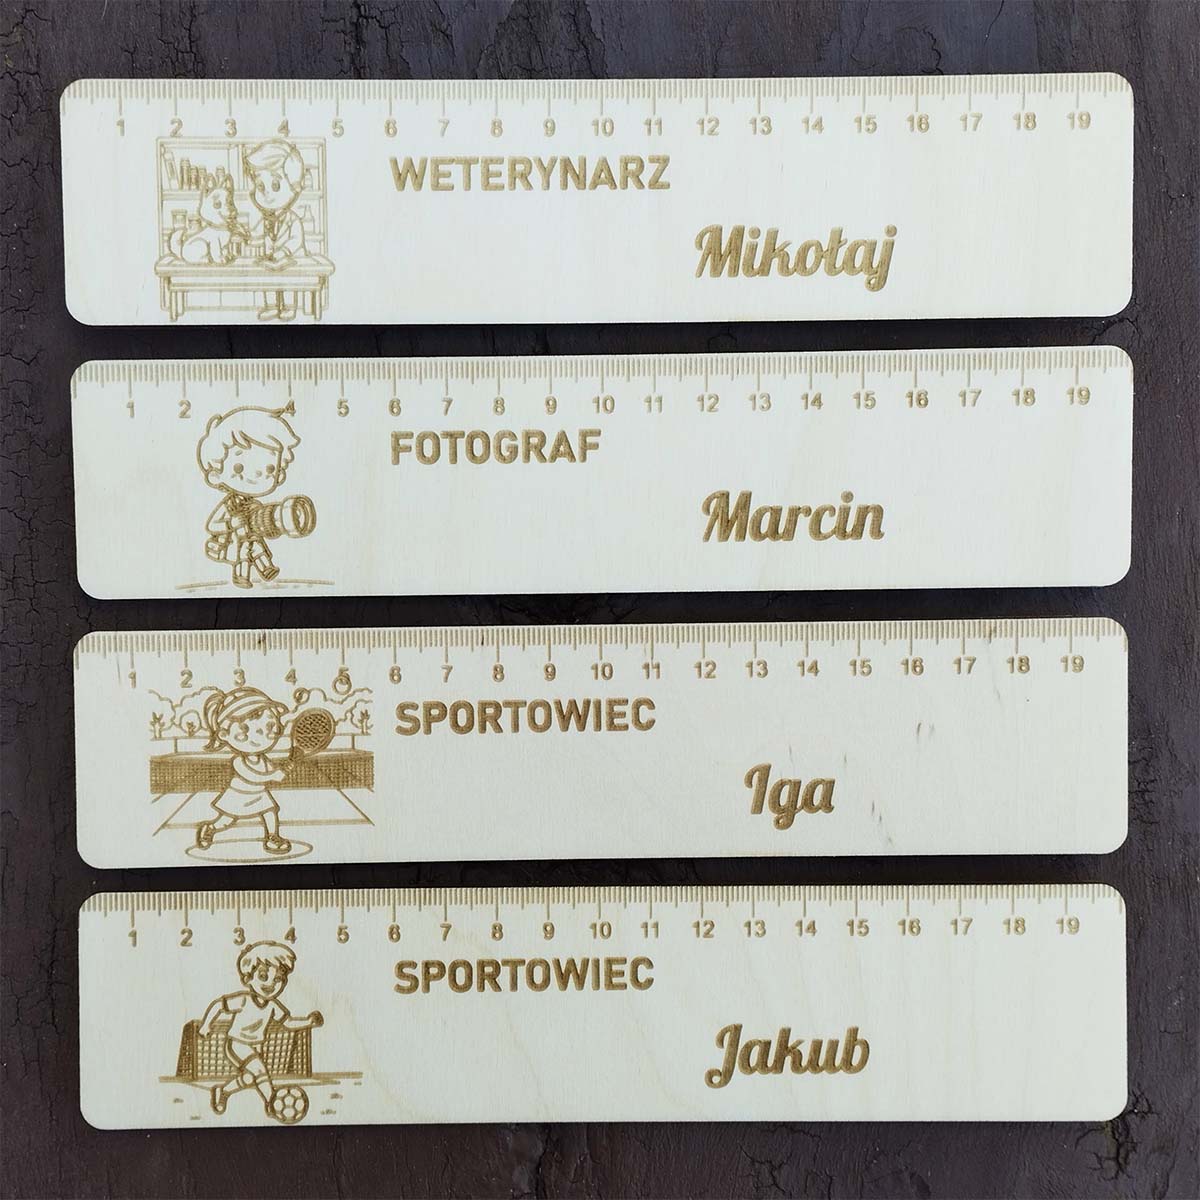 1 2 3 4 5 6 7 8 9 10 11 12 13 14 15 16 17 18 19
WETERYNARZ
Mikołaj
1 2 4 5 6 7 8 9 10 11 12 13 14 15 16 17 18 19
FOTOGRAF
Marcin
1 2 3 4 5 6 7 8 9 10 11 12 13 14 15 16 17 18 19
SPORTOWIEC
Iga
1 2 3 4 5 6 7 8 9 10 11 12 13 14 15 16 17 18 19
SPORTOWIEC
Jakub